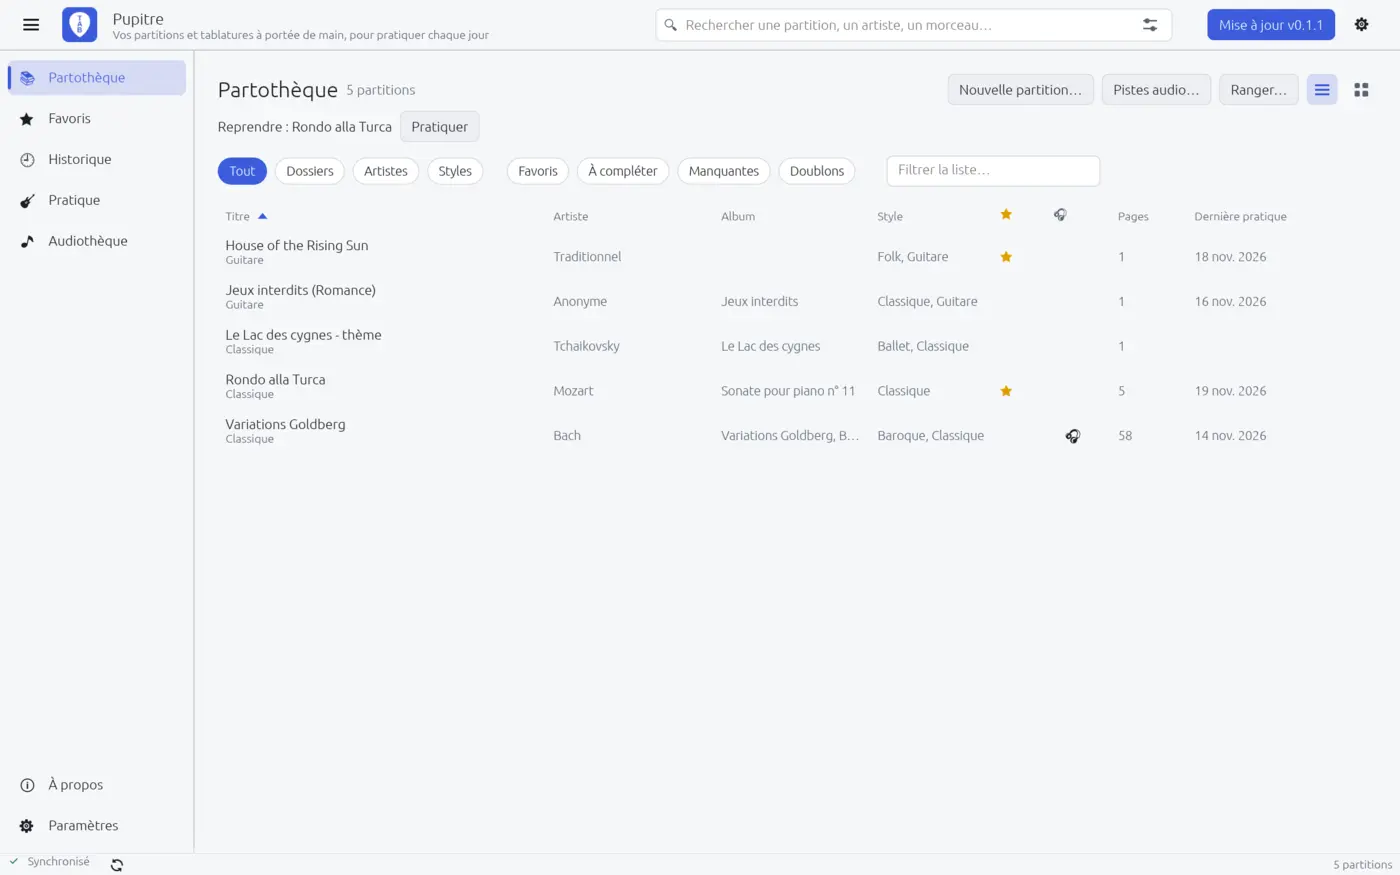 Pupitre
Vos partitions et tablatures à portée de main, pour pratiquer chaque jour
Rechercher une partition, un artiste, un morceau…
Mise à jour v0.1.1
Partothèque
Favoris
Historique
Pratique
Audiothèque
Partothèque 5 partitions
Nouvelle partition… Pistes audio… Ranger…
Reprendre : Rondo alla Turca Pratiquer
Tout Dossiers Artistes Styles Favoris À compléter Manquantes Doublons Filtrer la liste…
Titre Artiste Album Style Pages Dernière pratique
House of the Rising Sun
Guitare
Traditionnel Folk, Guitare 1 18 nov. 2026
Jeux interdits (Romance)
Guitare
Anonyme Jeux interdits Classique, Guitare 1 16 nov. 2026
Le Lac des cygnes - thème
Classique
Tchaikovsky Le Lac des cygnes Ballet, Classique 1
Rondo alla Turca
Classique
Mozart Sonate pour piano n° 11 Classique 5 19 nov. 2026
Variations Goldberg
Classique
Bach Variations Goldberg, B… Baroque, Classique 58 14 nov. 2026
À propos
Paramètres
Synchronisé
5 partitions